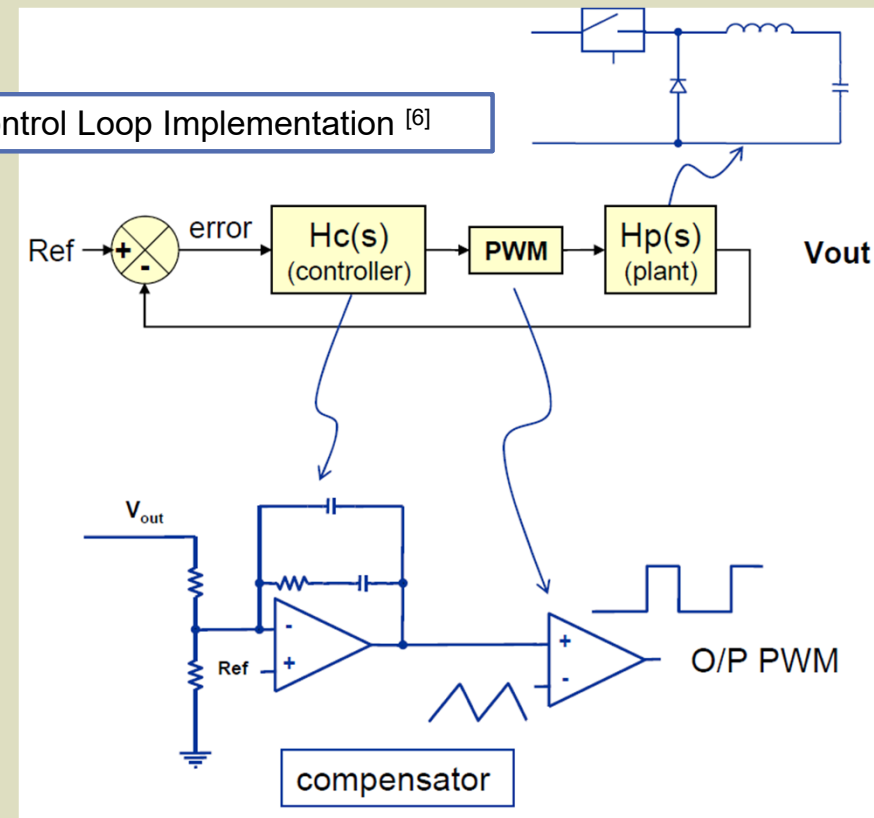 ntrol Loop Implementation [6]
Ref
+
-
error
Hc(s)
(controller)
PWM
Hp(s)
(plant)
Vout
Vout
-
Ref
+
+
-
O/P PWM
compensator